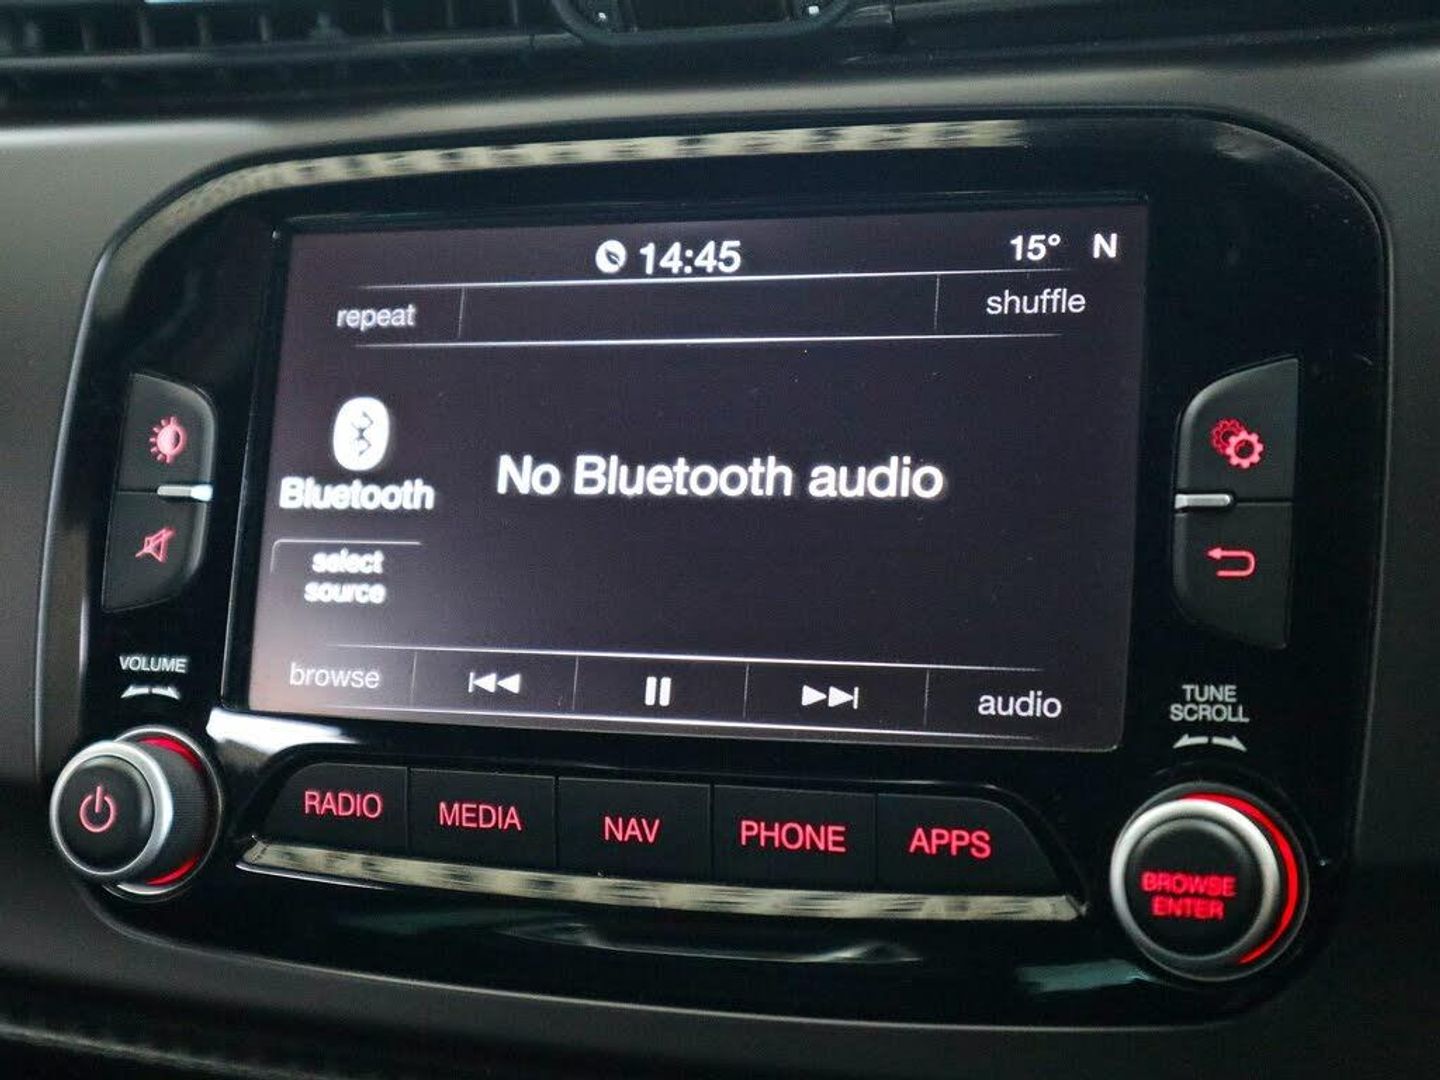 14:45 15° N
repeat shuffle
Bluetooth
No Bluetooth audio
select
source
browse audio
VOLUME
TUNE
SCROLL
RADIO MEDIA NAV PHONE APPS
BROWSE
ENTER